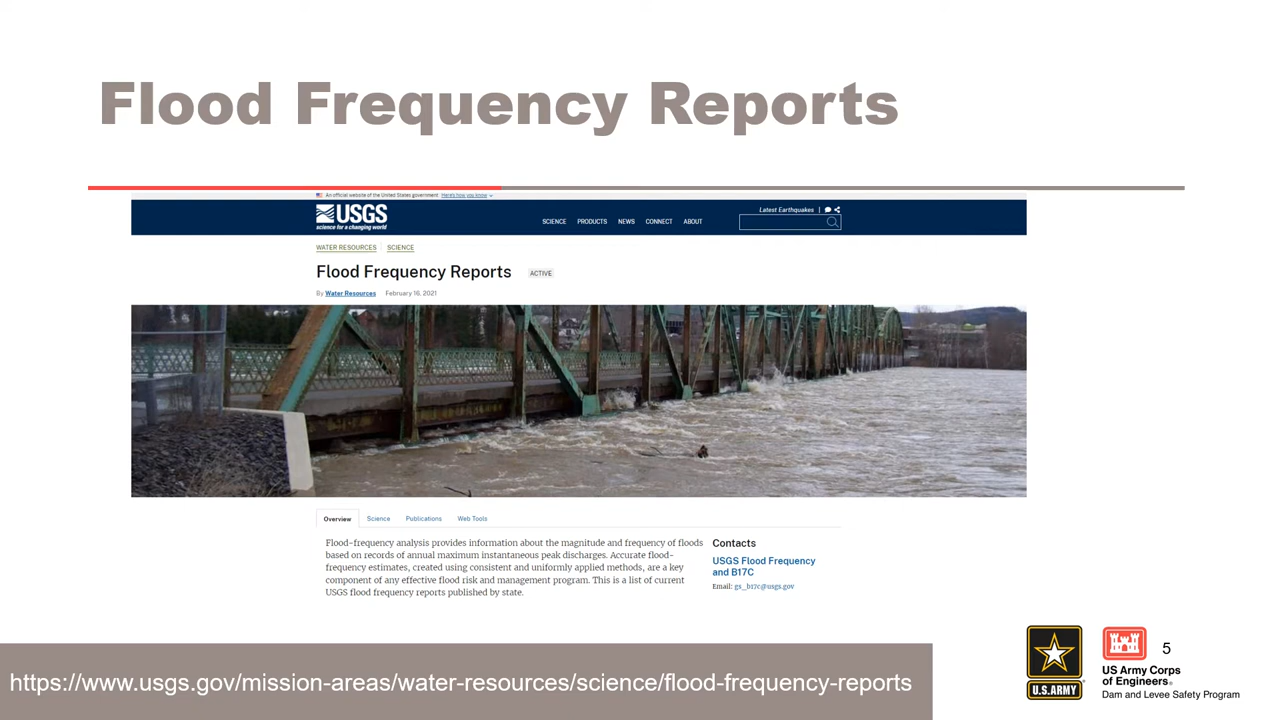 Flood Frequency Reports
An official website of the United States government Here's how you know
USGS
science for a changing world
SCIENCE PRODUCTS NEWS CONNECT ABOUT
Latest Earthquakes |
WATER RESOURCES | SCIENCE
Flood Frequency Reports ACTIVE
By Water Resources February 16, 2021
Overview Science Publications Web Tools
Flood-frequency analysis provides information about the magnitude and frequency of floods
based on records of annual maximum instantaneous peak discharges. Accurate flood-
frequency estimates, created using consistent and uniformly applied methods, are a key
component of any effective flood risk and management program. This is a list of current
USGS flood frequency reports published by state.
Contacts
USGS Flood Frequency
and B17C
Email: gs_b17c@usgs.gov
https://www.usgs.gov/mission-areas/water-resources/science/flood-frequency-reports
U.S.ARMY
US Army Corps
of Engineers®
Dam and Levee Safety Program
5